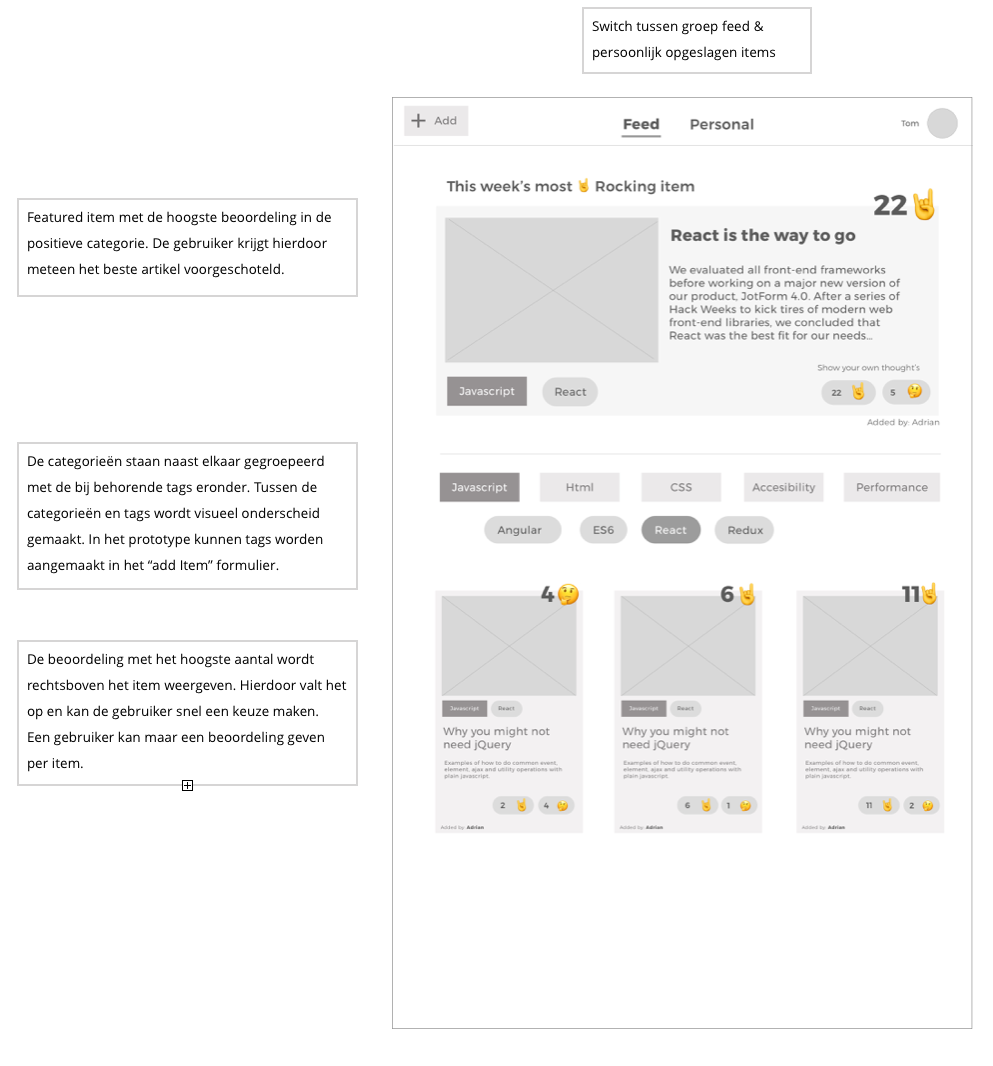 Switch tussen groep feed &
persoonlijk opgeslagen items
Add
Feed
Personal
Tom
This week's most 🤘 Rocking item
22🤘
Featured item met de hoogste beoordeling in de
positieve categorie. De gebruiker krijgt hierdoor
meteen het beste artikel voorgeschoteld.
React is the way to go
We evaluated all front-end frameworks
before working on a major new version of
our product, JotForm 4.0. After a series of
Hack Weeks to kick tires of modern web
front-end libraries, we concluded that
React was the best fit for our needs...
Show your own thought's
Javascript
React
22 🤘
5 🤔
Added by: Adrian
De categorieën staan naast elkaar gegroepeerd
met de bij behorende tags eronder. Tussen de
categorieën en tags wordt visueel onderscheid
gemaakt. In het prototype kunnen tags worden
aangemaakt in het “add Item” formulier.
Javascript
Html
CSS
Accesibility
Performance
Angular
ES6
React
Redux
De beoordeling met het hoogste aantal wordt
rechtsboven het item weergeven. Hierdoor valt het
op en kan de gebruiker snel een keuze maken.
Een gebruiker kan maar een beoordeling geven
per item.
4🤔
Javascript
React
Why you might not
need jQuery
Examples of how to do common event,
element, ajax and utility operations with
plain javascript.
2 🤘
4 🤔
Added by: Adrian
6🤘
Javascript
React
Why you might not
need jQuery
Examples of how to do common event,
element, ajax and utility operations with
plain javascript.
6 🤘
1 🤔
Added by: Adrian
11🤘
Javascript
React
Why you might not
need jQuery
Examples of how to do common event,
element, ajax and utility operations with
plain javascript.
11 🤘
2 🤔
Added by: Adrian